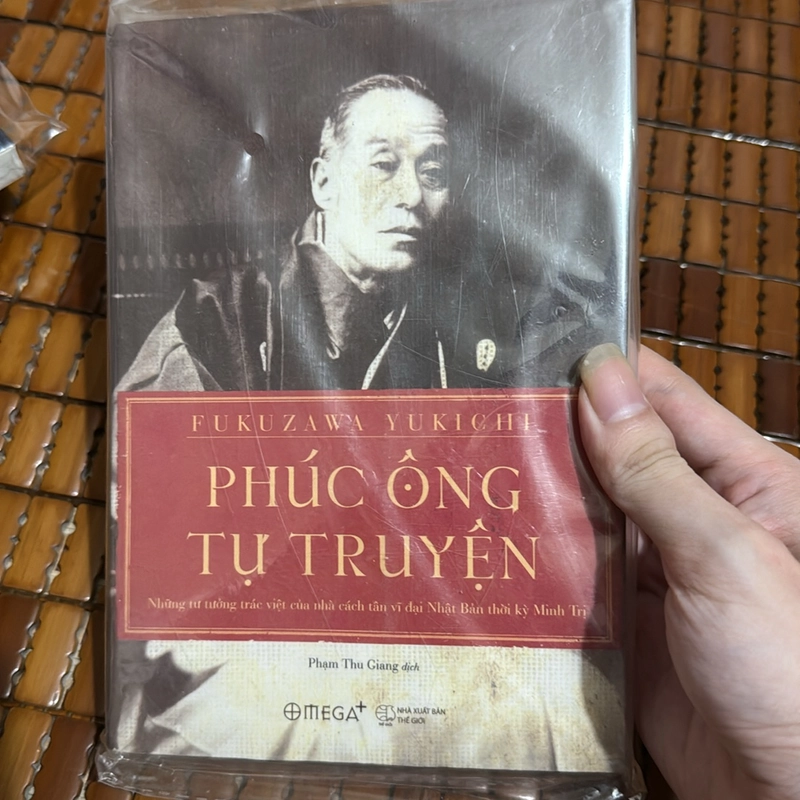 FUKUZAWA YUKICHI
PHÚC ÔNG
TỰ TRUYỆN
Những tư tưởng trác việt của nhà cách tân vĩ đại Nhật Bản thời kỳ Minh Trị
Phạm Thu Giang dịch
OMEGA+
NHÀ XUẤT BẢN
THẾ GIỚI